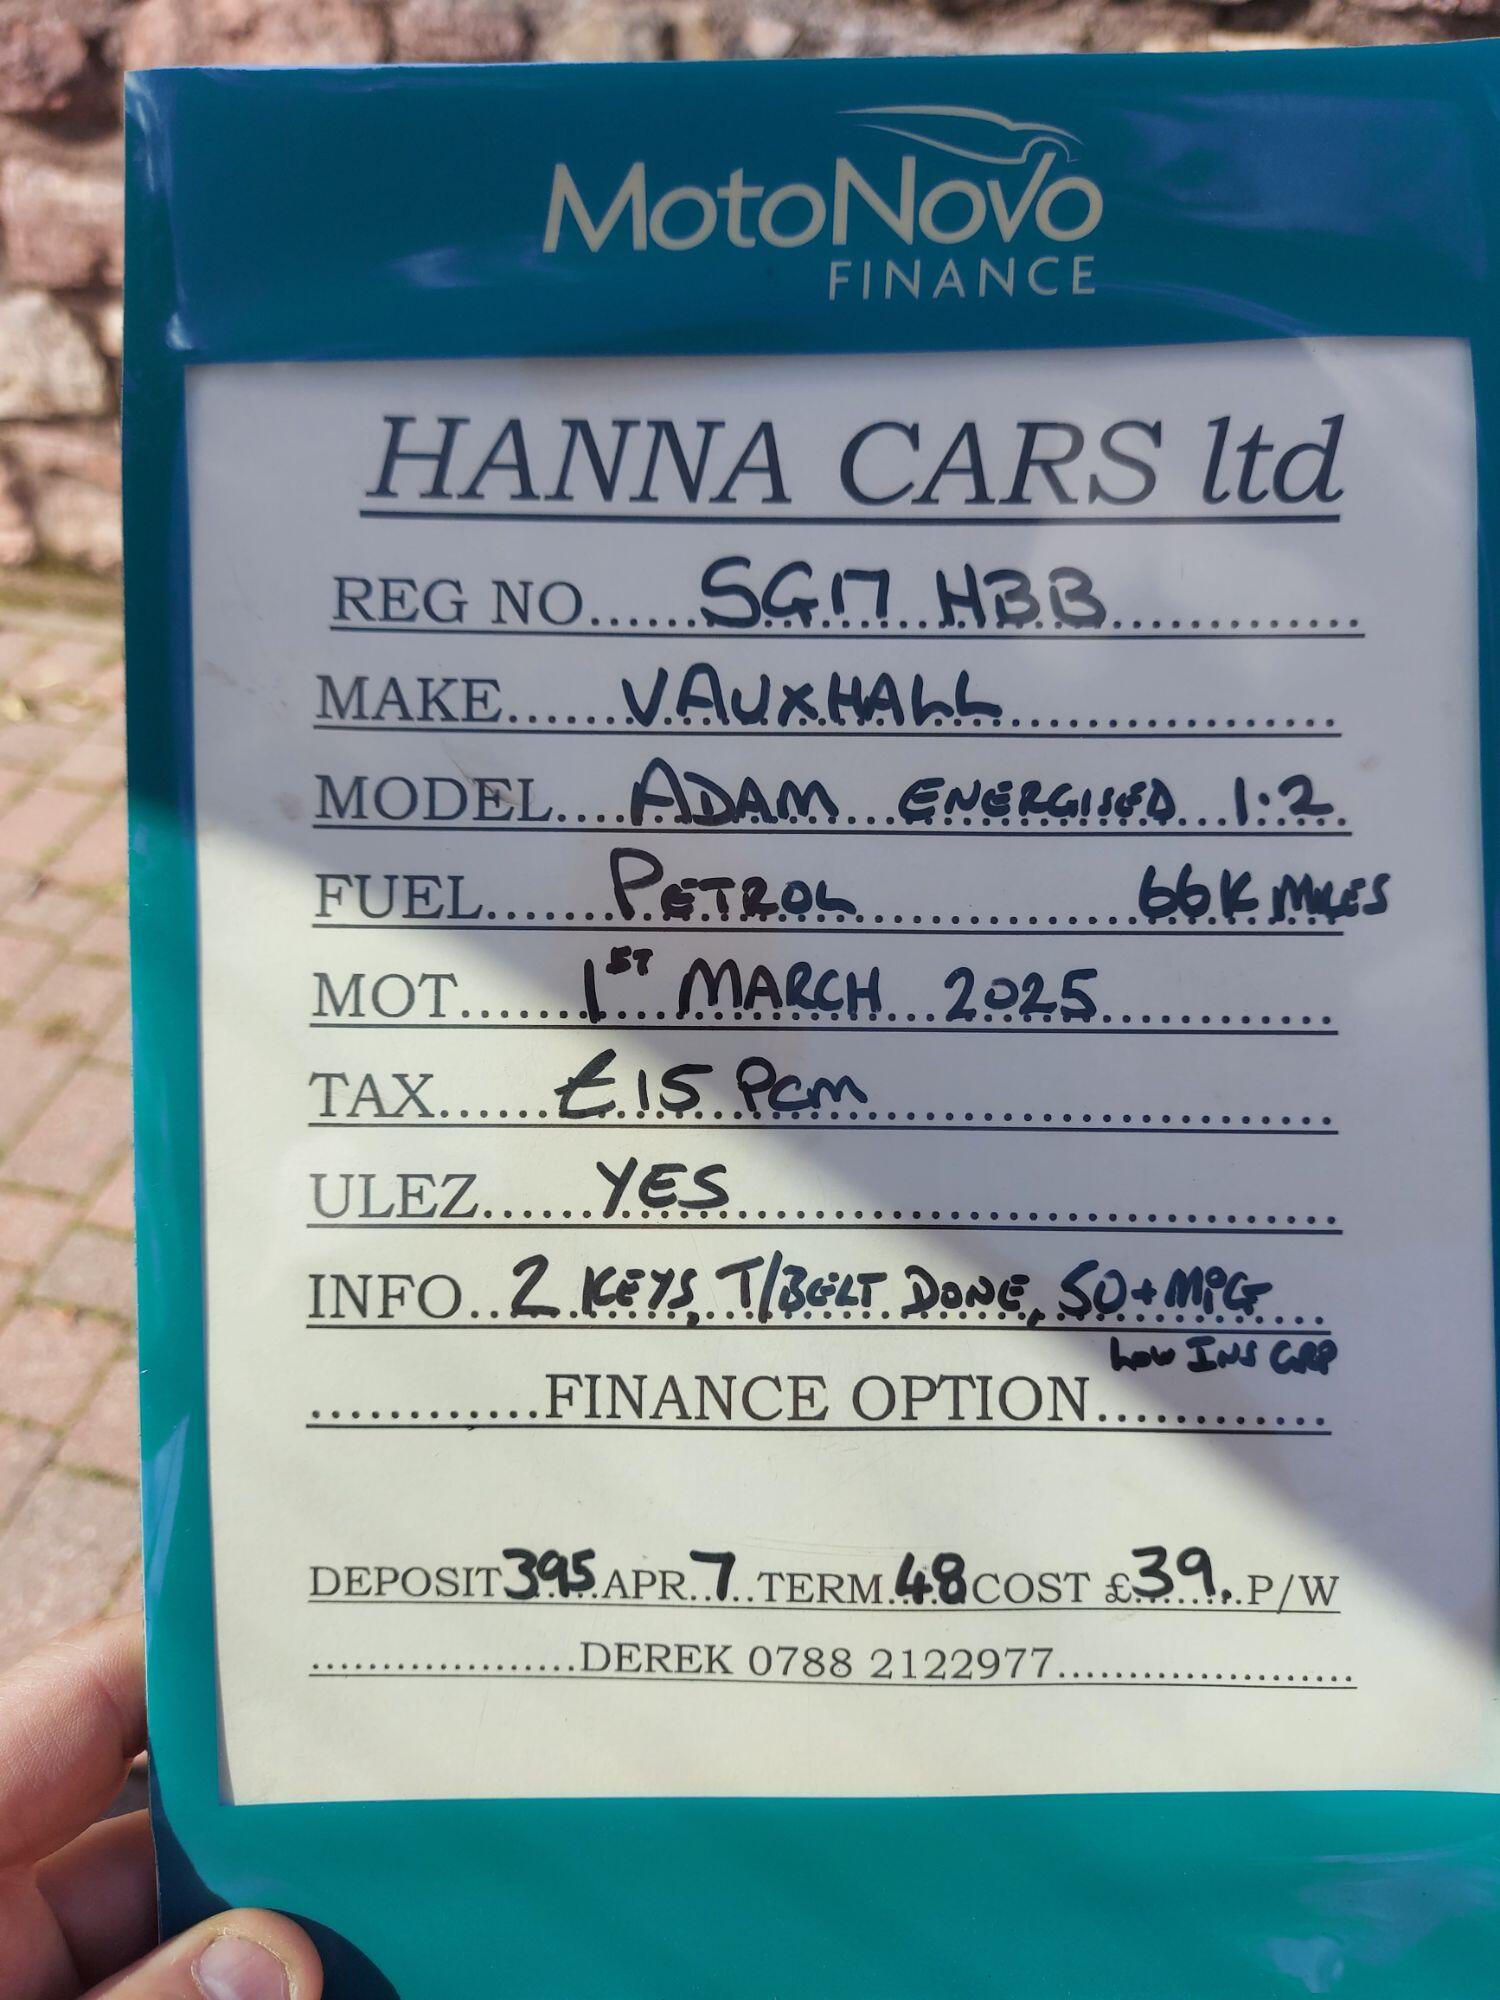 MotoNovo
FINANCE
HANNA CARS ltd
REG NO......SG17 HBB.............
MAKE......VAUXHALL.................
MODEL....ADAM...ENERGISED...1:2.
FUEL.......PETROL..............66K MILES
MOT.......1ST MARCH 2025............
TAX......£15 PCM......................
ULEZ......YES............................
INFO..2 KEYS, T/BELT DONE, 50+MPG....
LOW INS GRP
............FINANCE OPTION............
DEPOSIT 395 APR..7..TERM.48 COST £39.P/W
...................DEREK 0788 2122977.....................